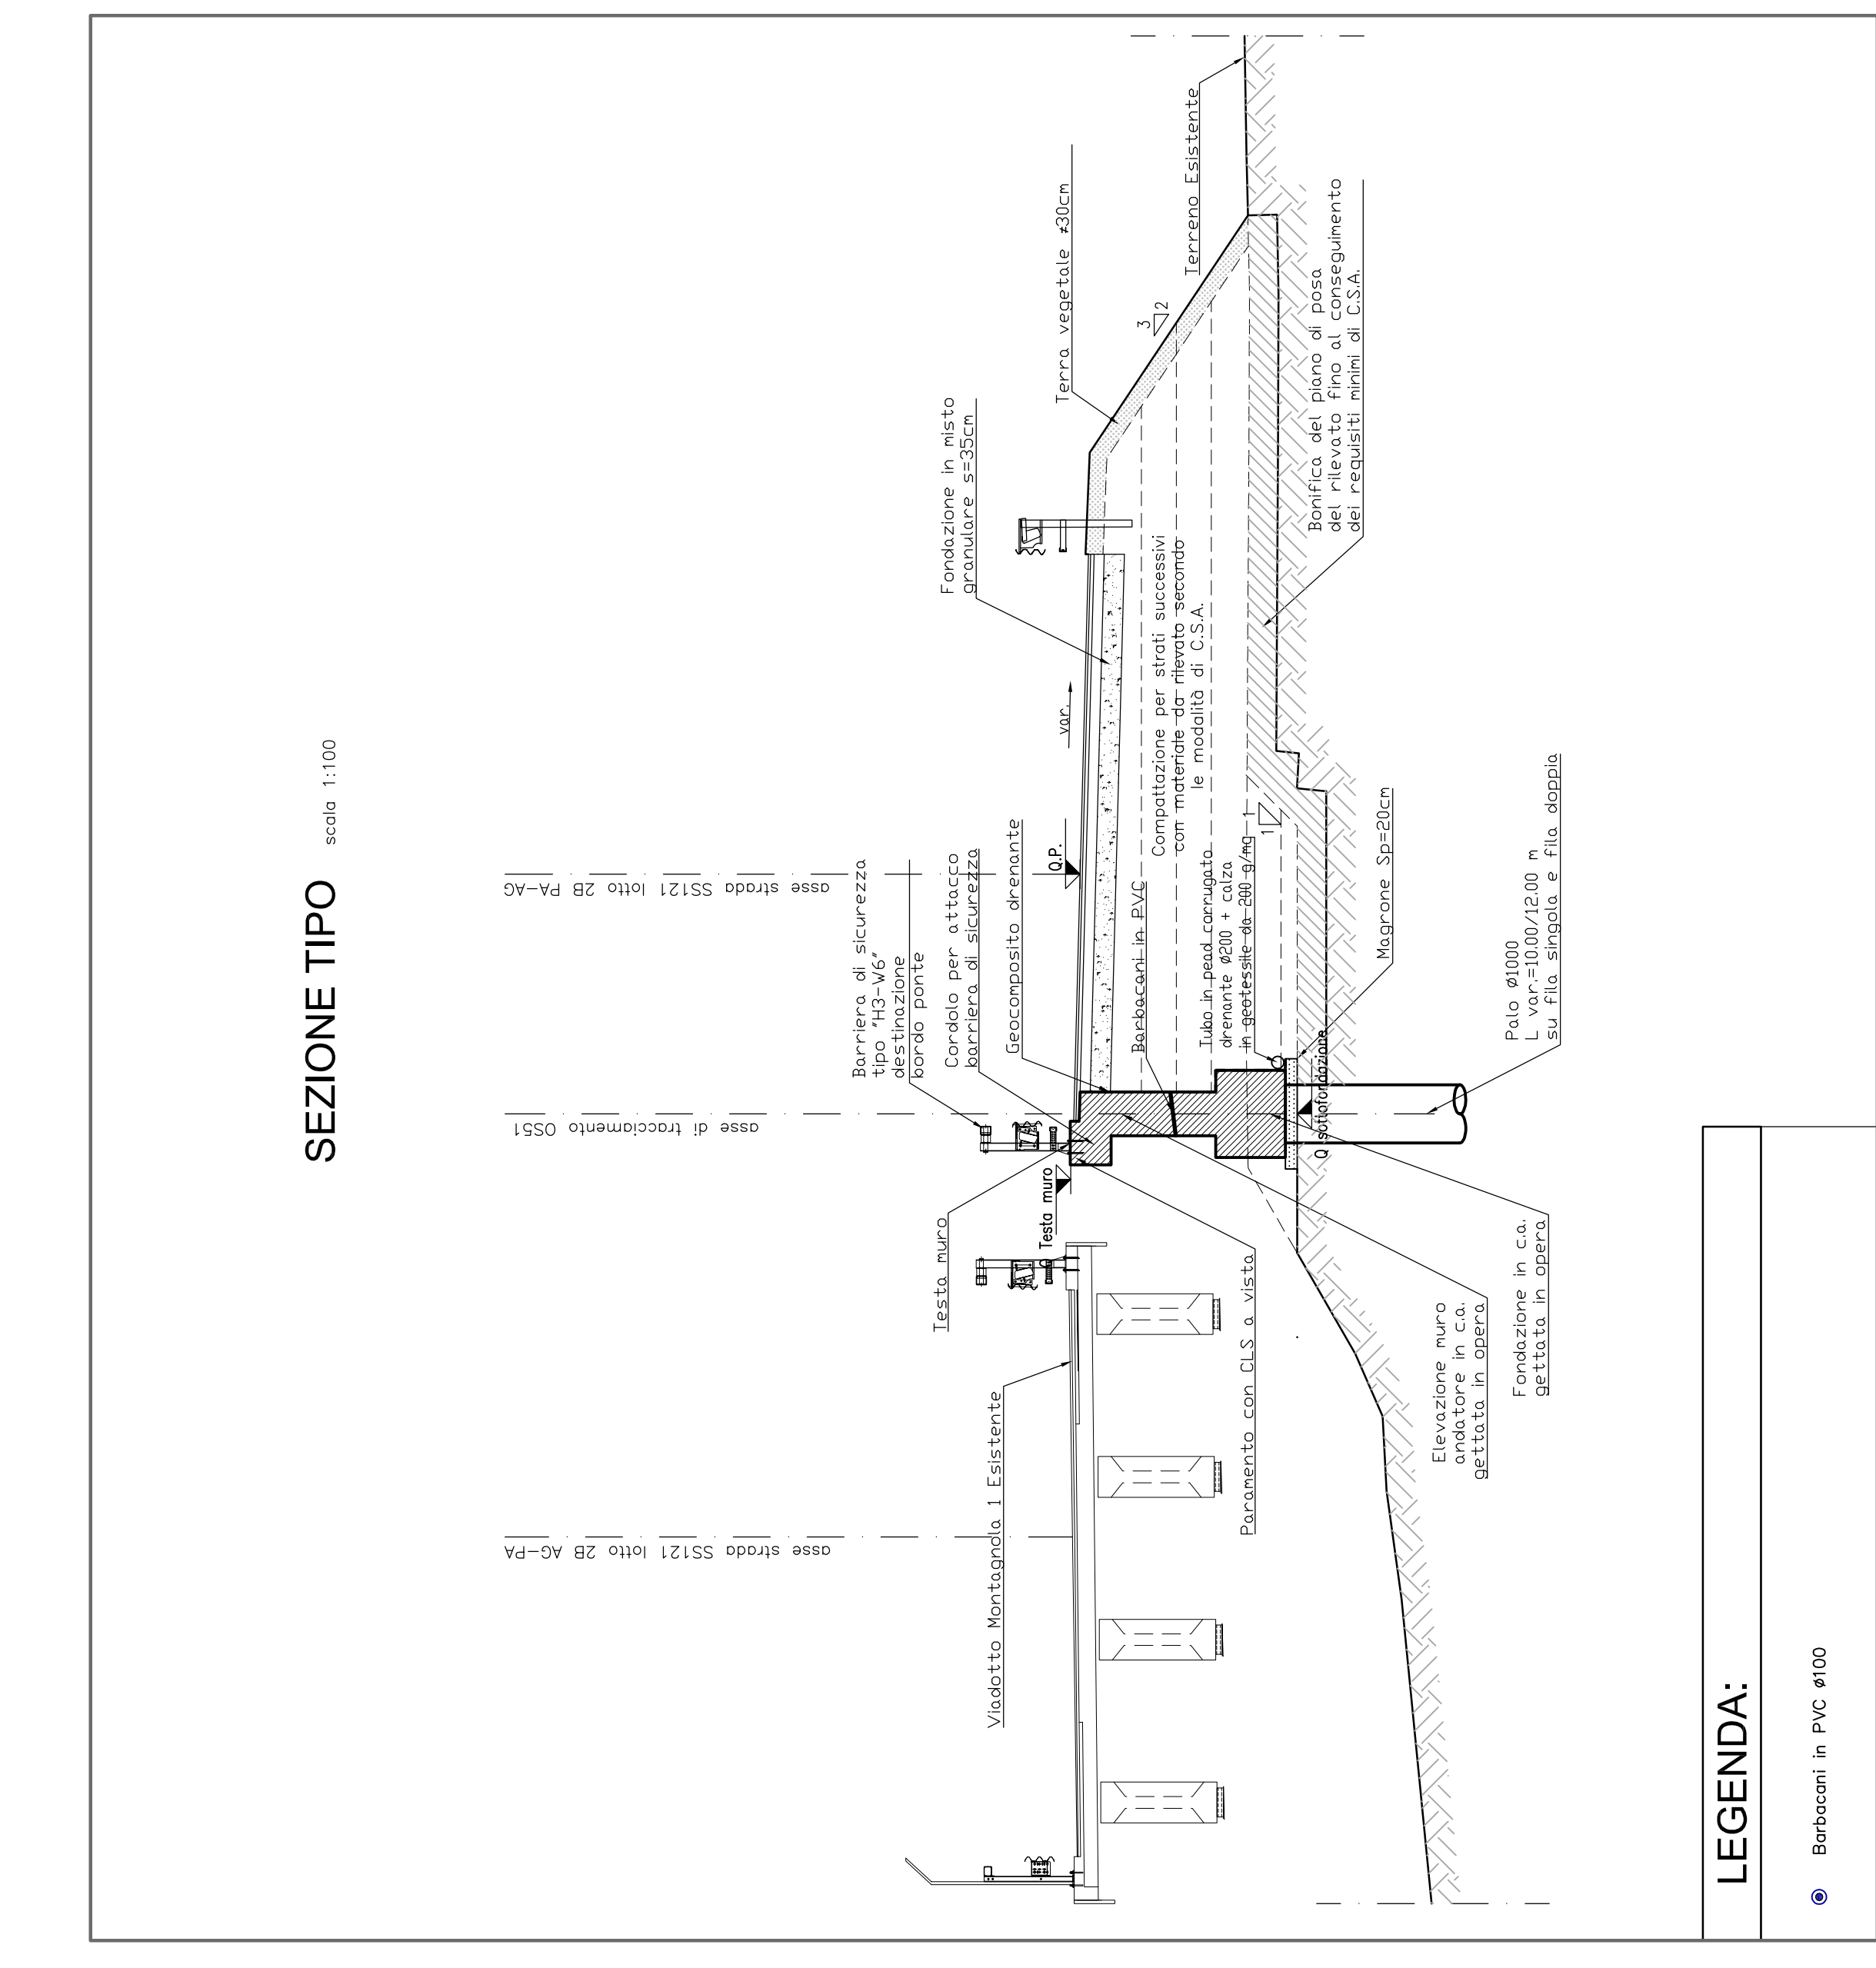 SEZIONE TIPO
scala 1:100
asse strada SS121 lotto 2B AG-PA
asse di tracciamento OS51
asse strada SS121 lotto 2B PA-AG
Barriera di sicurezza
tipo "H3-W6"
destinazione
bordo ponte
Cordolo per attacco
barriera di sicurezza
Geocomposito drenante
Fondazione in misto
granulare s=35cm
Terra vegetale ≠30cm
Terreno Esistente
Testa muro
Testa muro
Viadotto Montagnola 1 Esistente
Q.P.
var.
3
2
Barbacani in PVC
Compattazione per strati successivi
con materiale da rilevato secondo
le modalità di C.S.A.
Tubo in pead corrugato
drenante ø200 + calza
in geotessile da 200 g/mq
1
1
Bonifica del piano di posa
del rilevato fino al conseguimento
dei requisiti minimi di C.S.A.
Paramento con CLS a vista
Q sottofondazione
Magrone Sp=20cm
Elevazione muro
andatore in c.a.
gettata in opera
Fondazione in c.a.
gettata in opera
Palo ø1000
L var.=10.00/12.00 m
su fila singola e fila doppia
LEGENDA:
Barbacani in PVC ø100